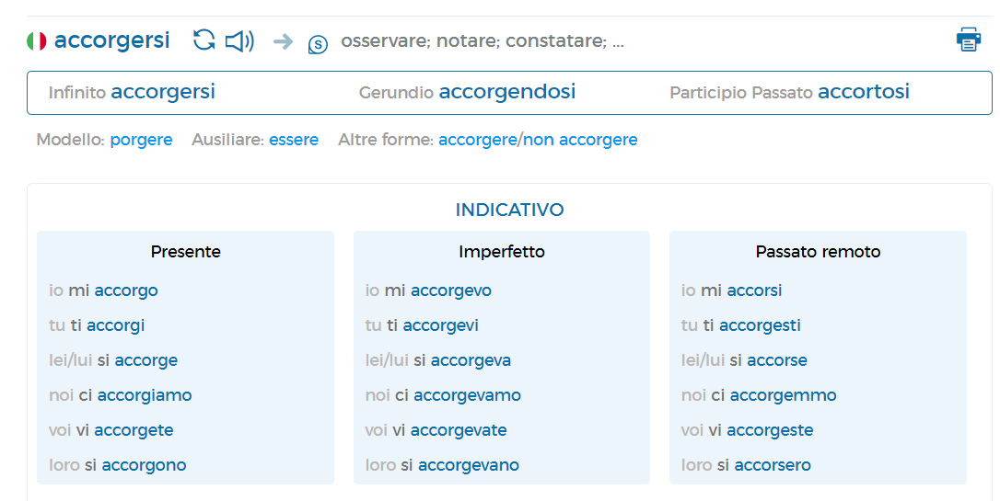 accorgersi S osservare; notare; constatare; ...
Infinito accorgersi Gerundio accorgendosi Participio Passato accortosi
Modello: porgere Ausiliare: essere Altre forme: accorgere/non accorgere
INDICATIVO
Presente
io mi accorgo
tu ti accorgi
lei/lui si accorge
noi ci accorgiamo
voi vi accorgete
loro si accorgono
Imperfetto
io mi accorgevo
tu ti accorgevi
lei/lui si accorgeva
noi ci accorgevamo
voi vi accorgevate
loro si accorgevano
Passato remoto
io mi accorsi
tu ti accorgesti
lei/lui si accorse
noi ci accorgemmo
voi vi accorgeste
loro si accorsero